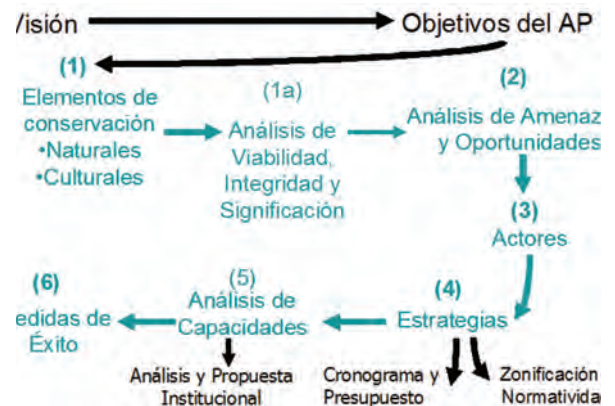 Visión
Objetivos del AP
(1)
Elementos de
conservación
•Naturales
•Culturales
(1a)
Análisis de
Viabilidad,
Integridad y
Significación
(2)
Análisis de Amenaz
y Oportunidades
(3)
Actores
(4)
Estrategias
(5)
Análisis de
Capacidades
(6)
edidas de
Éxito
Análisis y Propuesta
Institucional
Cronograma y
Presupuesto
Zonificación
Normativida